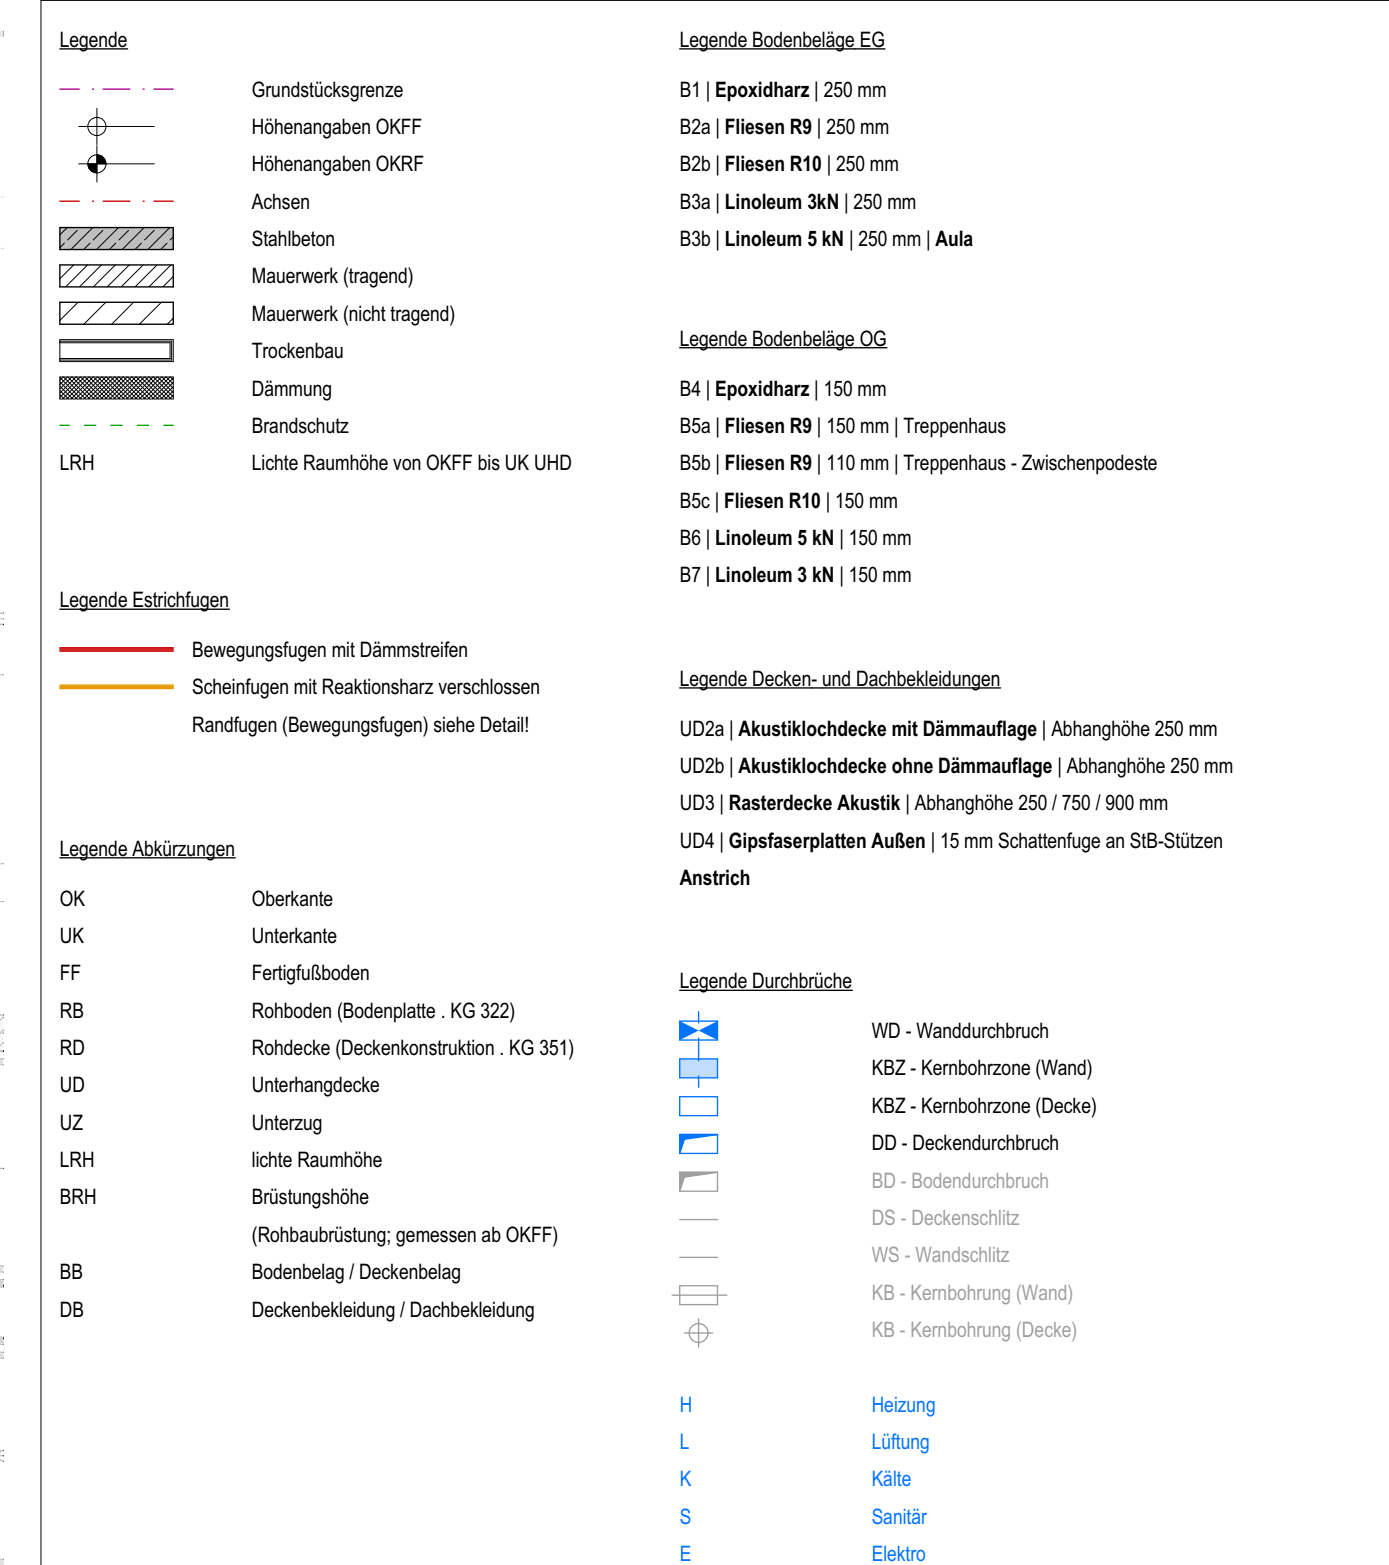 Legende
Grundstücksgrenze
Höhenangaben OKFF
Höhenangaben OKRF
Achsen
Stahlbeton
Mauerwerk (tragend)
Mauerwerk (nicht tragend)
Trockenbau
Dämmung
Brandschutz
LRH Lichte Raumhöhe von OKFF bis UK UHD
Legende Estrichfugen
Bewegungsfugen mit Dämmstreifen
Scheinfugen mit Reaktionsharz verschlossen
Randfugen (Bewegungsfugen) siehe Detail!
Legende Abkürzungen
OK Oberkante
UK Unterkante
FF Fertigfußboden
RB Rohboden (Bodenplatte . KG 322)
RD Rohdecke (Deckenkonstruktion . KG 351)
UD Unterhangdecke
UZ Unterzug
LRH lichte Raumhöhe
BRH Brüstungshöhe
(Rohbaubrüstung; gemessen ab OKFF)
BB Bodenbelag / Deckenbelag
DB Deckenbekleidung / Dachbekleidung
Legende Bodenbeläge EG
B1 | Epoxidharz | 250 mm
B2a | Fliesen R9 | 250 mm
B2b | Fliesen R10 | 250 mm
B3a | Linoleum 3kN | 250 mm
B3b | Linoleum 5 kN | 250 mm | Aula
Legende Bodenbeläge OG
B4 | Epoxidharz | 150 mm
B5a | Fliesen R9 | 150 mm | Treppenhaus
B5b | Fliesen R9 | 110 mm | Treppenhaus - Zwischenpodeste
B5c | Fliesen R10 | 150 mm
B6 | Linoleum 5 kN | 150 mm
B7 | Linoleum 3 kN | 150 mm
Legende Decken- und Dachbekleidungen
UD2a | Akustiklochdecke mit Dämmauflage | Abhanghöhe 250 mm
UD2b | Akustiklochdecke ohne Dämmauflage | Abhanghöhe 250 mm
UD3 | Rasterdecke Akustik | Abhanghöhe 250 / 750 / 900 mm
UD4 | Gipsfaserplatten Außen | 15 mm Schattenfuge an StB-Stützen
Anstrich
Legende Durchbrüche
WD - Wanddurchbruch
KBZ - Kernbohrzone (Wand)
KBZ - Kernbohrzone (Decke)
DD - Deckendurchbruch
BD - Bodendurchbruch
DS - Deckenschlitz
WS - Wandschlitz
KB - Kernbohrung (Wand)
KB - Kernbohrung (Decke)
H Heizung
L Lüftung
K Kälte
S Sanitär
E Elektro